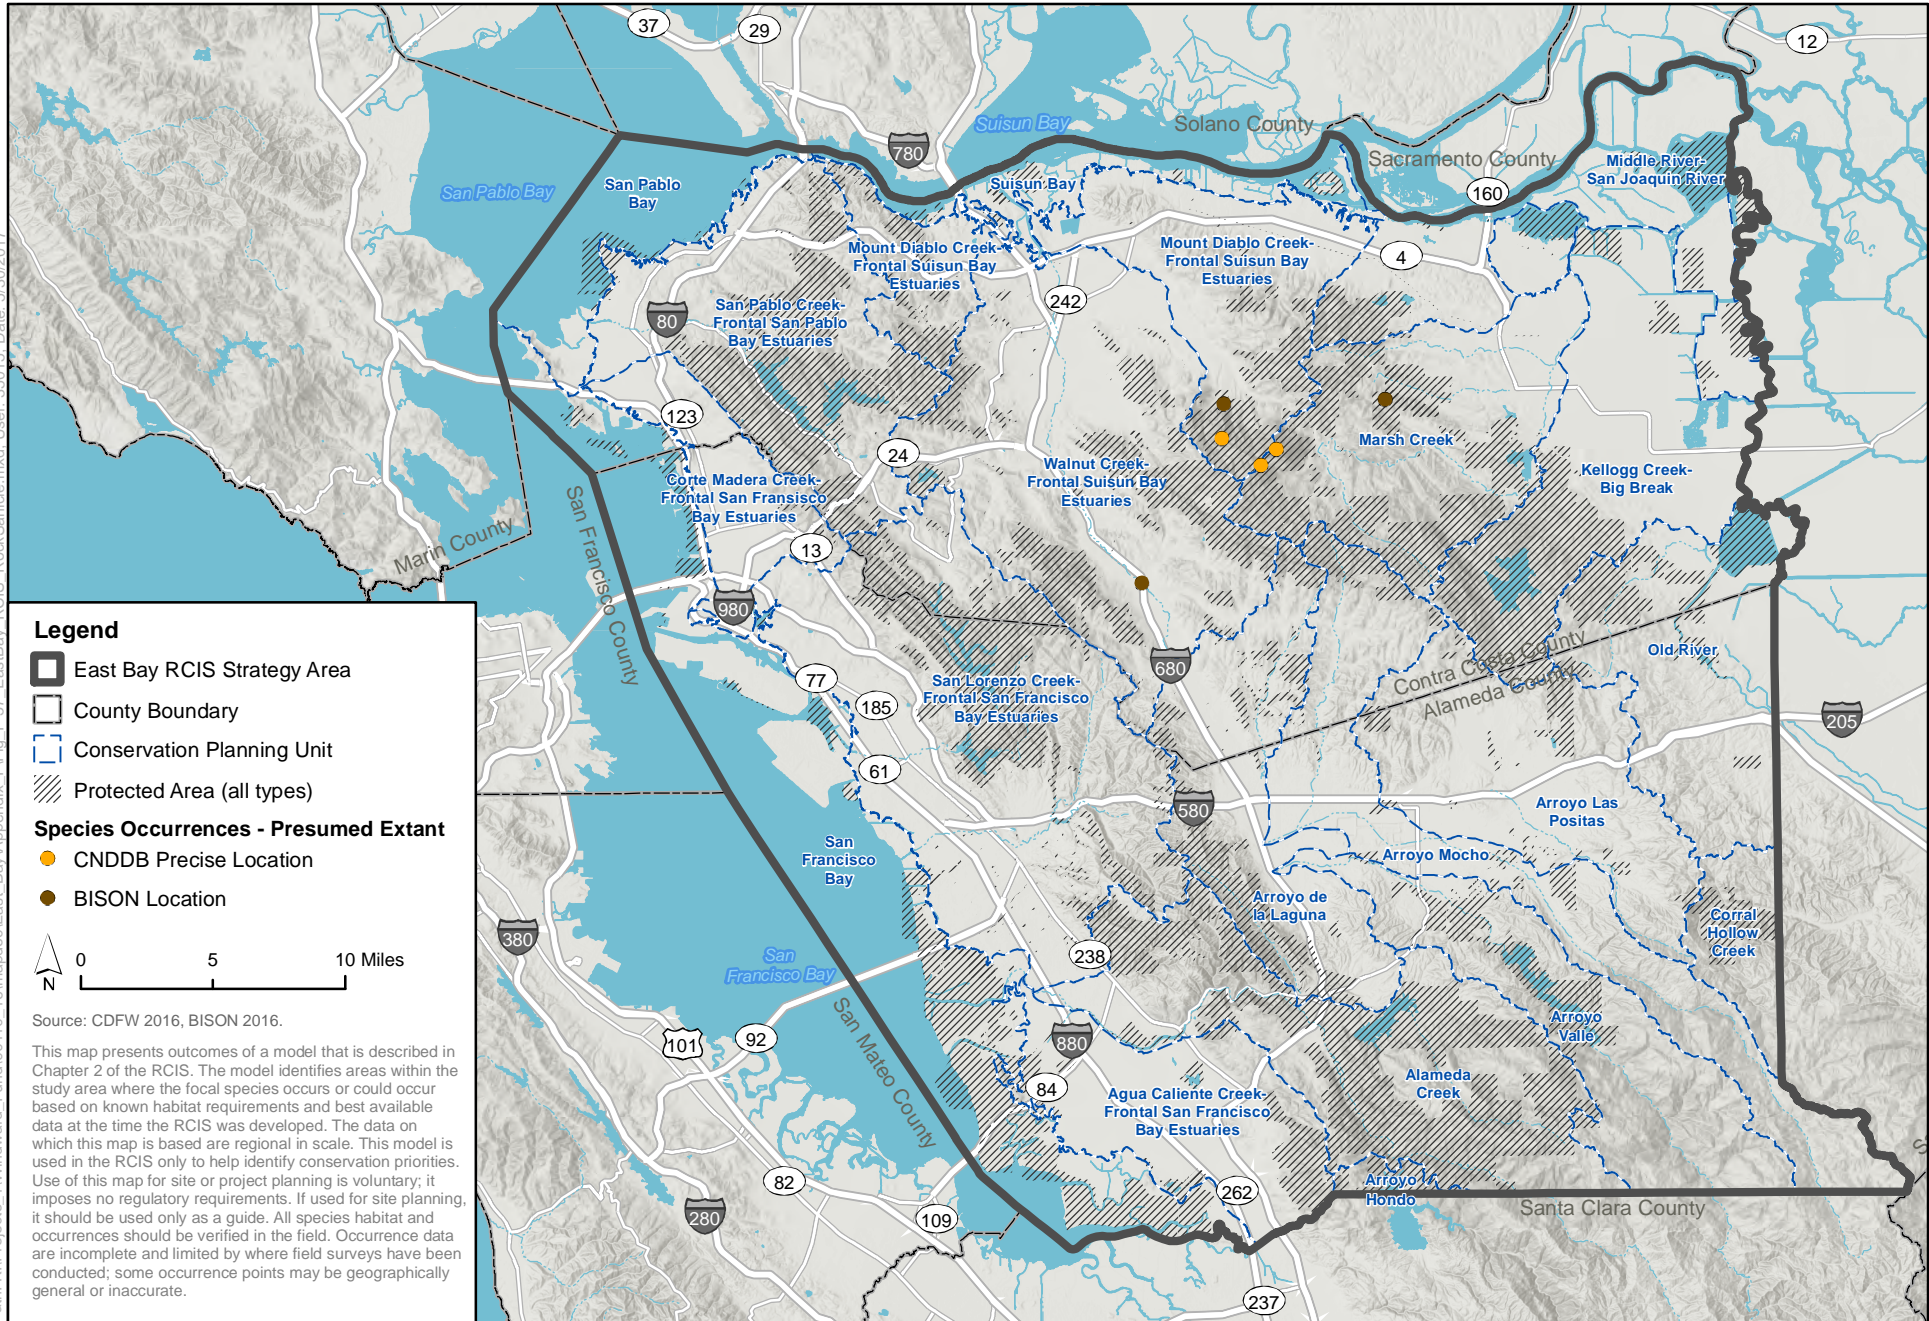 37
29
12
Suisun Bay
Solano County
780
Sacramento County
Middle River-
San Joaquin River
San Pablo Bay
San Pablo
Bay
Suisun Bay
160
Mount Diablo Creek-
Frontal Suisun Bay
Estuaries
Mount Diablo Creek-
Frontal Suisun Bay
Estuaries
4
242
San Pablo Creek-
Frontal San Pablo
Bay Estuaries
80
123
24
Marsh Creek
Walnut Creek-
Frontal Suisun Bay
Estuaries
Kellogg Creek-
Big Break
Corte Madera Creek-
Frontal San Fransisco
Bay Estuaries
Marin County
San Francisco County
13
980
680
Contra Costa County
Alameda County
Old River
77
185
San Lorenzo Creek-
Frontal San Francisco
Bay Estuaries
205
61
580
Arroyo Las
Positas
San
Francisco
Bay
Arroyo Mocho
Arroyo de
la Laguna
Corral
Hollow
Creek
380
238
San
Francisco Bay
San Mateo County
101
92
880
Arroyo
Valle
84
Alameda
Creek
Agua Caliente Creek-
Frontal San Francisco
Bay Estuaries
82
280
109
262
Arroyo
Hondo
Santa Clara County
237
Legend
East Bay RCIS Strategy Area
County Boundary
Conservation Planning Unit
Protected Area (all types)
Species Occurrences - Presumed Extant
CNDDB Precise Location
BISON Location
N
0 5 10 Miles
Source: CDFW 2016, BISON 2016.
This map presents outcomes of a model that is described in
Chapter 2 of the RCIS. The model identifies areas within the
study area where the focal species occurs or could occur
based on known habitat requirements and best available
data at the time the RCIS was developed. The data on
which this map is based are regional in scale. This model is
used in the RCIS only to help identify conservation priorities.
Use of this map for site or project planning is voluntary; it
imposes no regulatory requirements. If used for site planning,
it should be used only as a guide. All species habitat and
occurrences should be verified in the field. Occurrence data
are incomplete and limited by where field surveys have been
conducted; some occurrence points may be geographically
general or inaccurate.